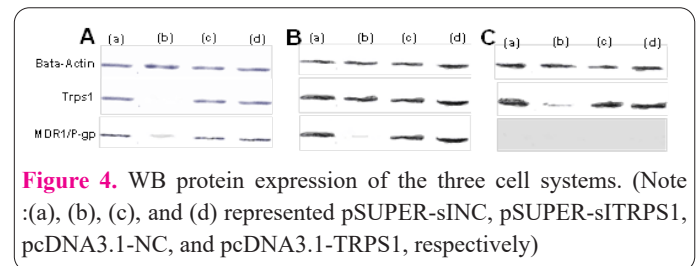 A (a) (b) (c) (d) B (a) (b) (c) (d) C (a) (b) (c) (d)
Bata-Actin
Trps1
MDR1/P-gp
Figure 4. WB protein expression of the three cell systems. (Note
:(a), (b), (c), and (d) represented pSUPER-sINC, pSUPER-sITRPS1,
pcDNA3.1-NC, and pcDNA3.1-TRPS1, respectively)